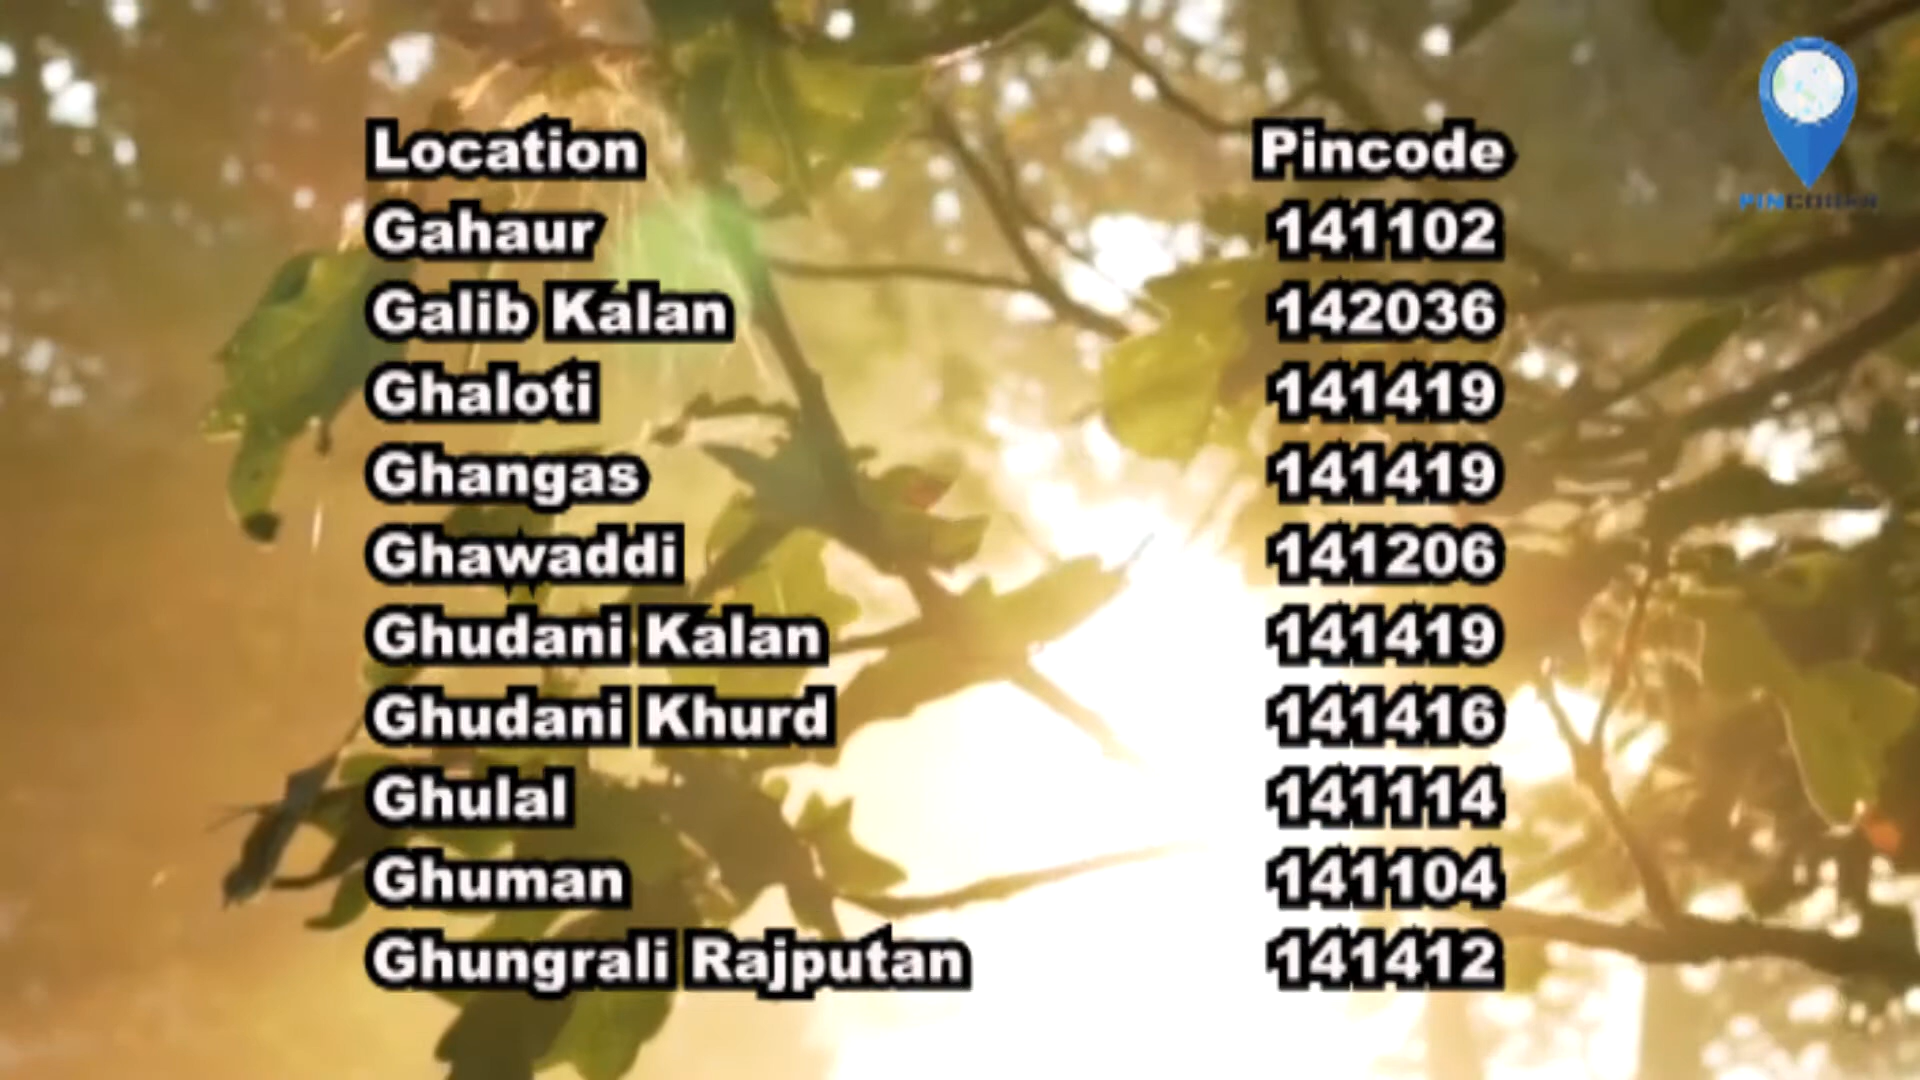 Location Pincode
Gahaur 141102
Galib Kalan 142036
Ghaloti 141419
Ghangas 141419
Ghawaddi 141206
Ghudani Kalan 141419
Ghudani Khurd 141416
Ghulal 141114
Ghuman 141104
Ghungrali Rajputan 141412